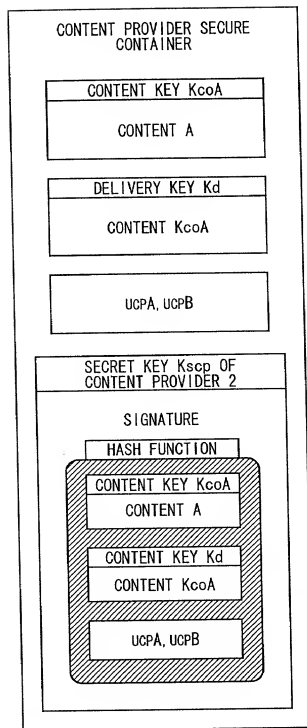 CONTENT PROVIDER SECURE
CONTAINER
CONTENT KEY KcoA
CONTENT A
DELIVERY KEY Kd
CONTENT KcoA
UCPA, UCPB
SECRET KEY Kscp OF
CONTENT PROVIDER 2
SIGNATURE
HASH FUNCTION
CONTENT KEY KcoA
CONTENT A
CONTENT KEY Kd
CONTENT KcoA
UCPA, UCPB